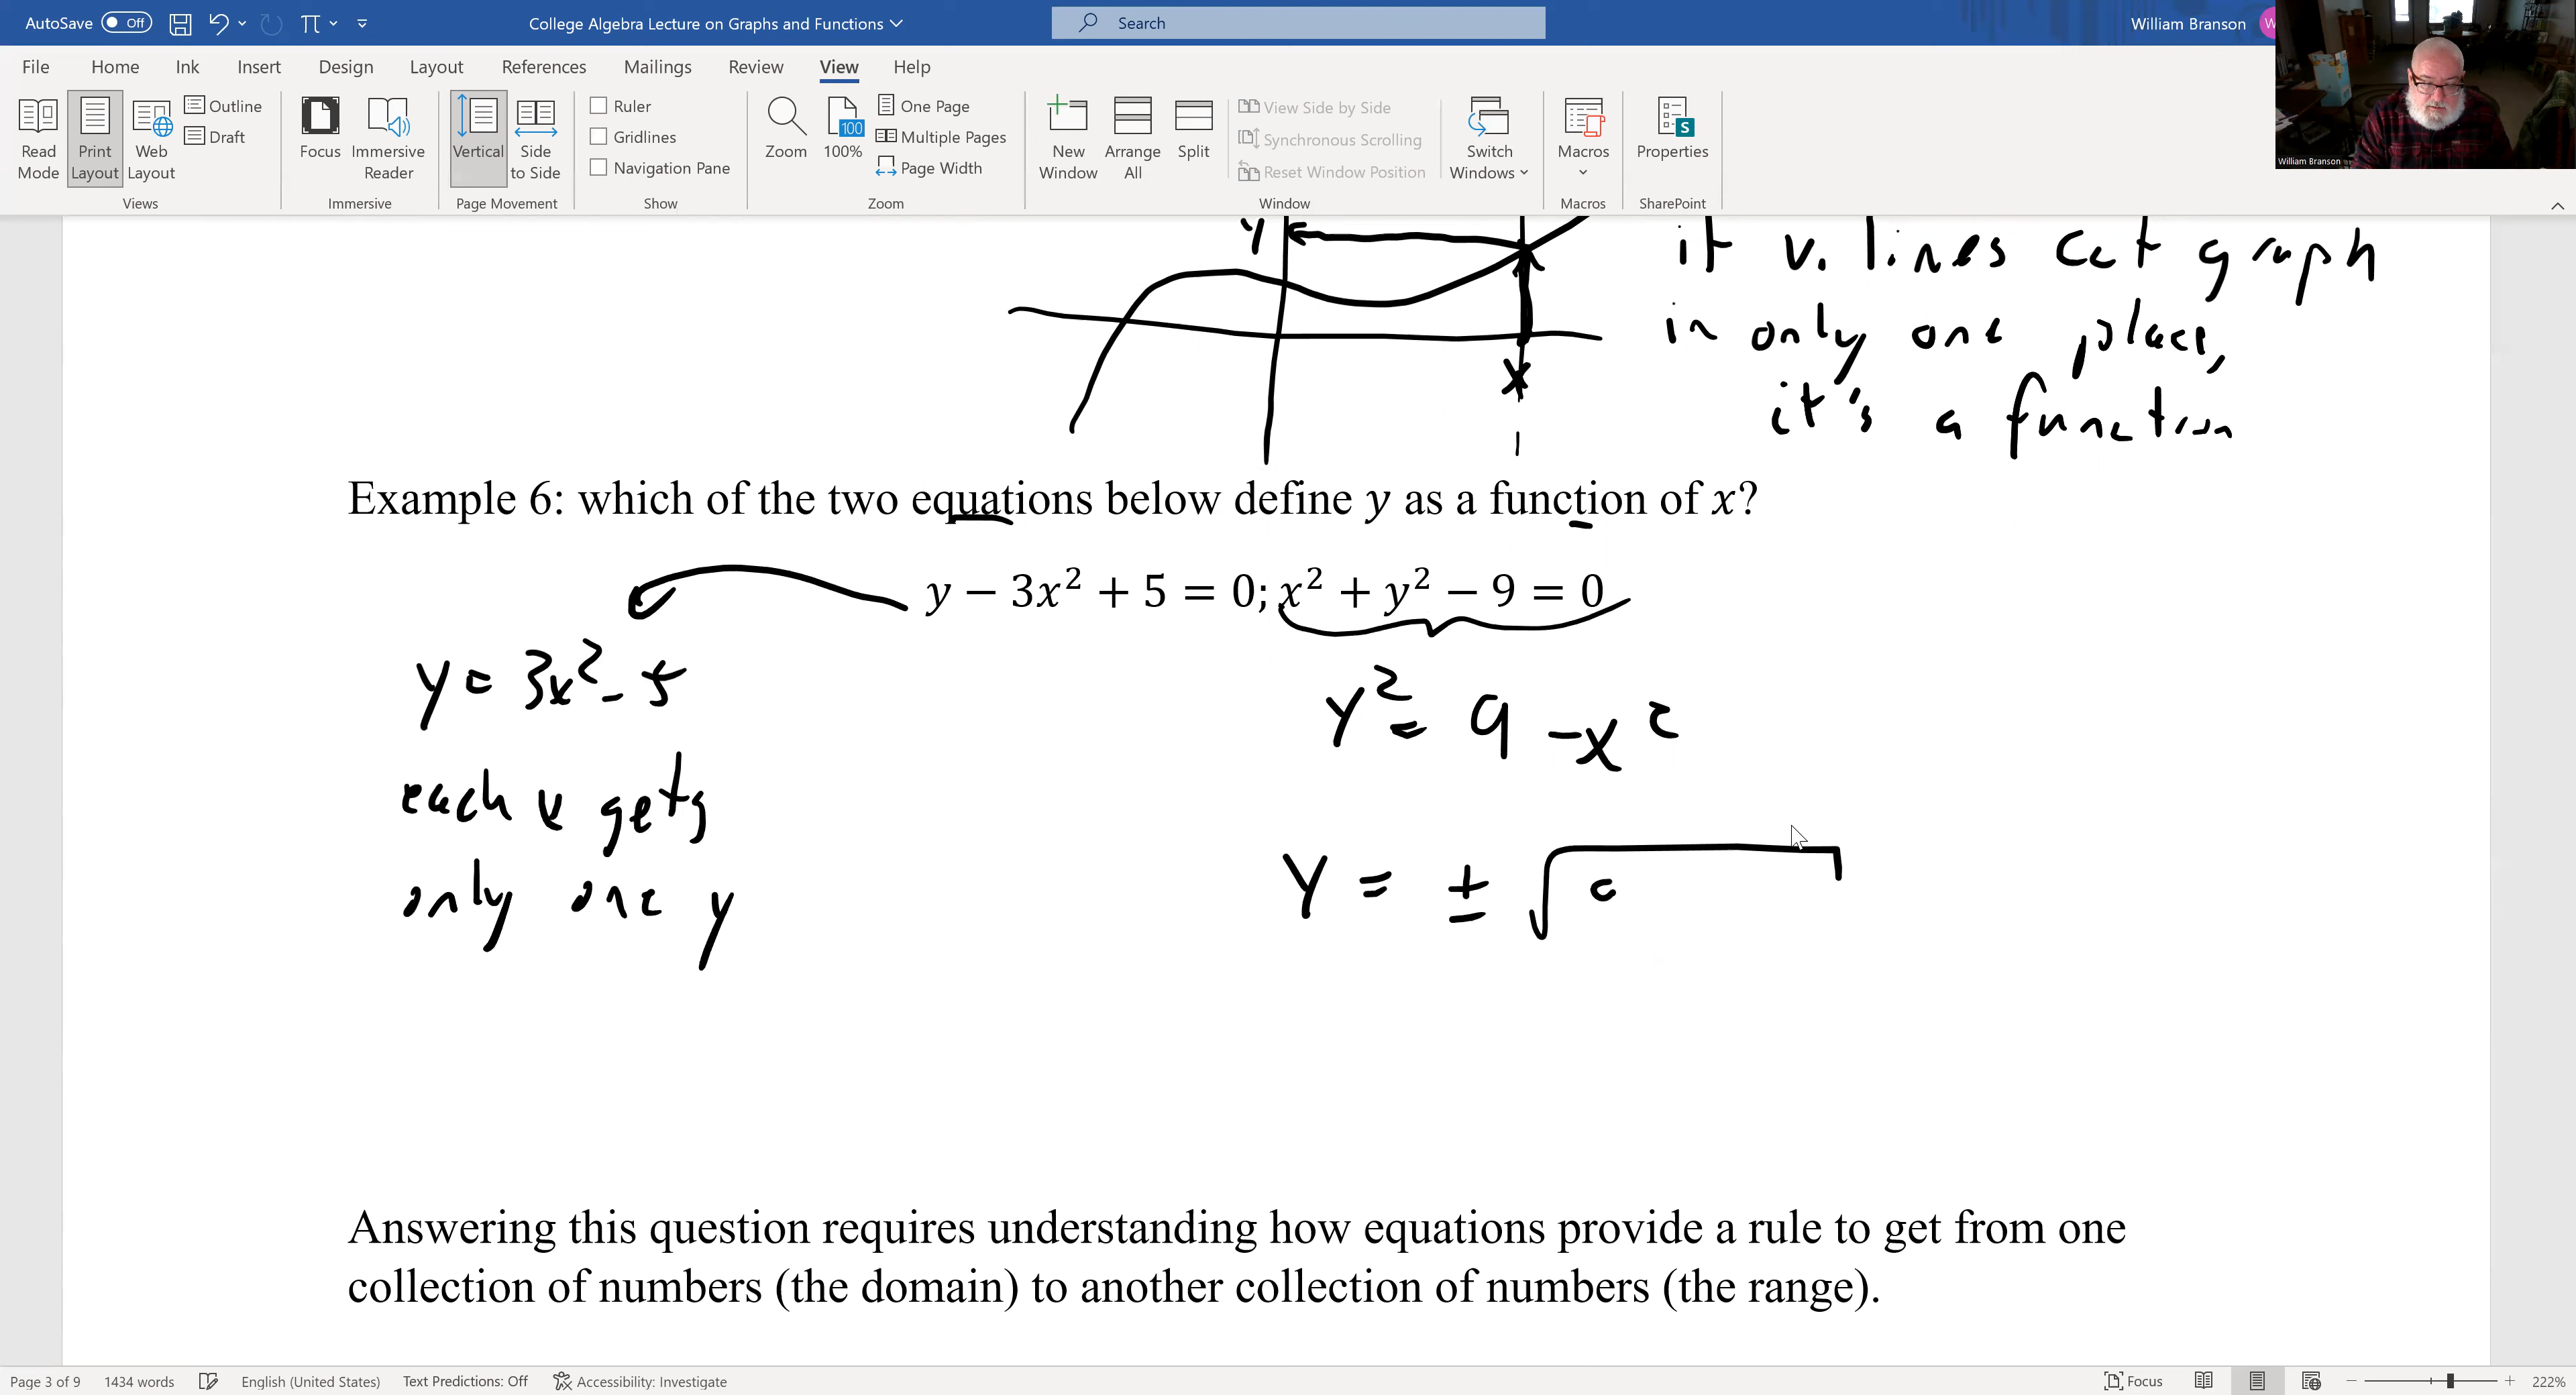 AutoSave Off College Algebra Lecture on Graphs and Functions Search William Branson W
File Home Ink Insert Design Layout References Mailings Review View Help
Read Mode
Print Layout
Web Layout
Outline
Draft
Views
Focus
Immersive Reader
Immersive
Vertical
Side to Side
Page Movement
Ruler
Gridlines
Navigation Pane
Show
Zoom
100
100%
One Page
Multiple Pages
Page Width
Zoom
New Window
Arrange All
Split
View Side by Side
Synchronous Scrolling
Reset Window Position
Switch Windows
Window
Macros
Macros
S
Properties
SharePoint
William Branson
y
x
if v. lines cut graph
in only one place,
it's a function
Example 6: which of the two equations below define y as a function of x?
y − 3x² + 5 = 0; x² + y² − 9 = 0
y = 3x² - 5
each x gets
only one y
y² = 9 - x²
y = ± √
Answering this question requires understanding how equations provide a rule to get from one
collection of numbers (the domain) to another collection of numbers (the range).
Page 3 of 9 1434 words English (United States) Text Predictions: Off Accessibility: Investigate Focus 222%